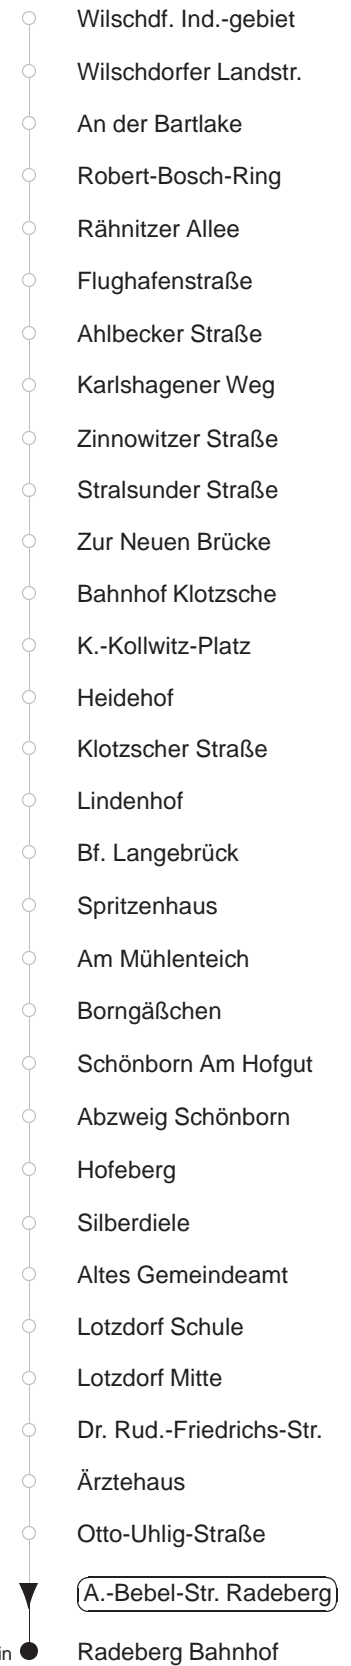 Wilschdf. Ind.-gebiet
Wilschdorfer Landstr.
An der Bartlake
Robert-Bosch-Ring
Rähnitzer Allee
Flughafenstraße
Ahlbecker Straße
Karlshagener Weg
Zinnowitzer Straße
Stralsunder Straße
Zur Neuen Brücke
Bahnhof Klotzsche
K.-Kollwitz-Platz
Heidehof
Klotzscher Straße
Lindenhof
Bf. Langebrück
Spritzenhaus
Am Mühlenteich
Borngäßchen
Schönborn Am Hofgut
Abzweig Schönborn
Hofeberg
Silberdiele
Altes Gemeindeamt
Lotzdorf Schule
Lotzdorf Mitte
Dr. Rud.-Friedrichs-Str.
Ärztehaus
Otto-Uhlig-Straße
A.-Bebel-Str. Radeberg
in Radeberg Bahnhof